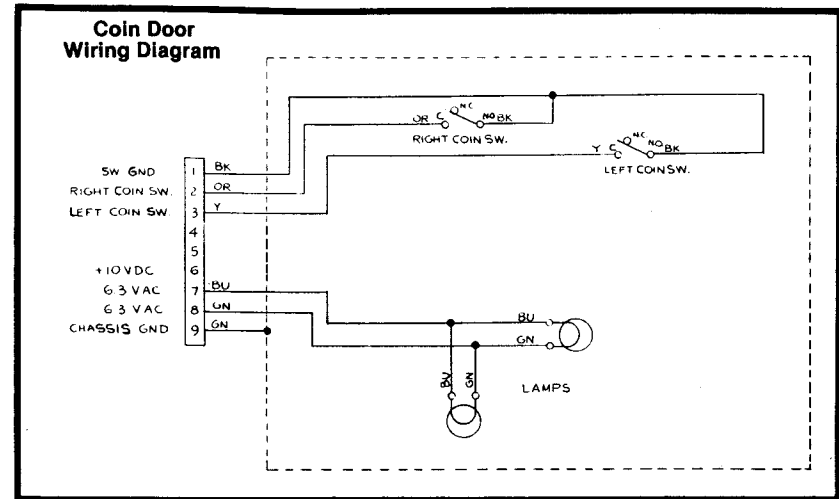 Coin Door
Wiring Diagram
OR C NC NO BK
RIGHT COIN SW.
Y C NC NO BK
LEFT COIN SW.
SW GND 1 BK
RIGHT COIN SW. 2 OR
LEFT COIN SW. 3 Y
4
5
+10VDC 6
6.3 VAC 7 BU
6.3 VAC 8 GN
CHASSIS GND 9 GN
BU
GN
BU GN
LAMPS